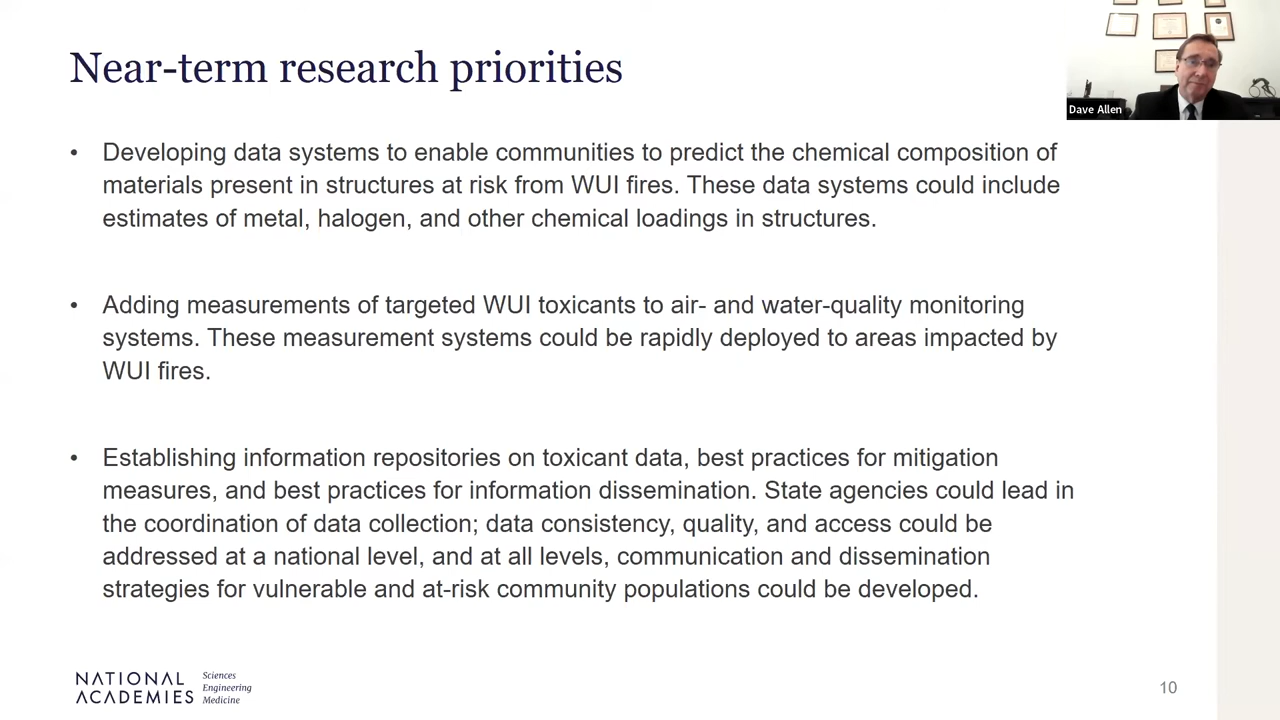 Near-term research priorities
Dave Allen
• Developing data systems to enable communities to predict the chemical composition of
materials present in structures at risk from WUI fires. These data systems could include
estimates of metal, halogen, and other chemical loadings in structures.
• Adding measurements of targeted WUI toxicants to air- and water-quality monitoring
systems. These measurement systems could be rapidly deployed to areas impacted by
WUI fires.
• Establishing information repositories on toxicant data, best practices for mitigation
measures, and best practices for information dissemination. State agencies could lead in
the coordination of data collection; data consistency, quality, and access could be
addressed at a national level, and at all levels, communication and dissemination
strategies for vulnerable and at-risk community populations could be developed.
NATIONAL
ACADEMIES
Sciences
Engineering
Medicine
10